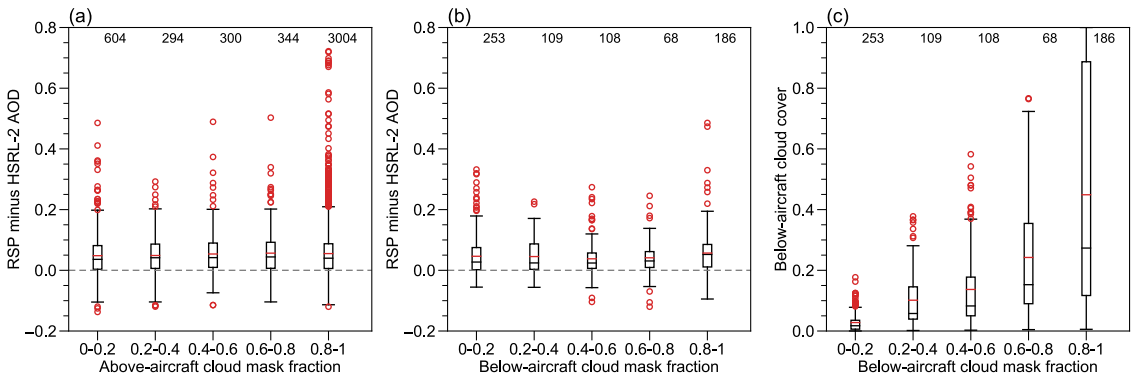 (a)
604 294 300 344 3004
RSP minus HSRL-2 AOD
0.8
0.6
0.4
0.2
0.0
−0.2
0-0.2 0.2-0.4 0.4-0.6 0.6-0.8 0.8-1
Above-aircraft cloud mask fraction
(b)
253 109 108 68 186
RSP minus HSRL-2 AOD
0.8
0.6
0.4
0.2
0.0
−0.2
0-0.2 0.2-0.4 0.4-0.6 0.6-0.8 0.8-1
Below-aircraft cloud mask fraction
(c)
253 109 108 68 186
Below-aircraft cloud cover
1.0
0.8
0.6
0.4
0.2
0.0
0-0.2 0.2-0.4 0.4-0.6 0.6-0.8 0.8-1
Below-aircraft cloud mask fraction